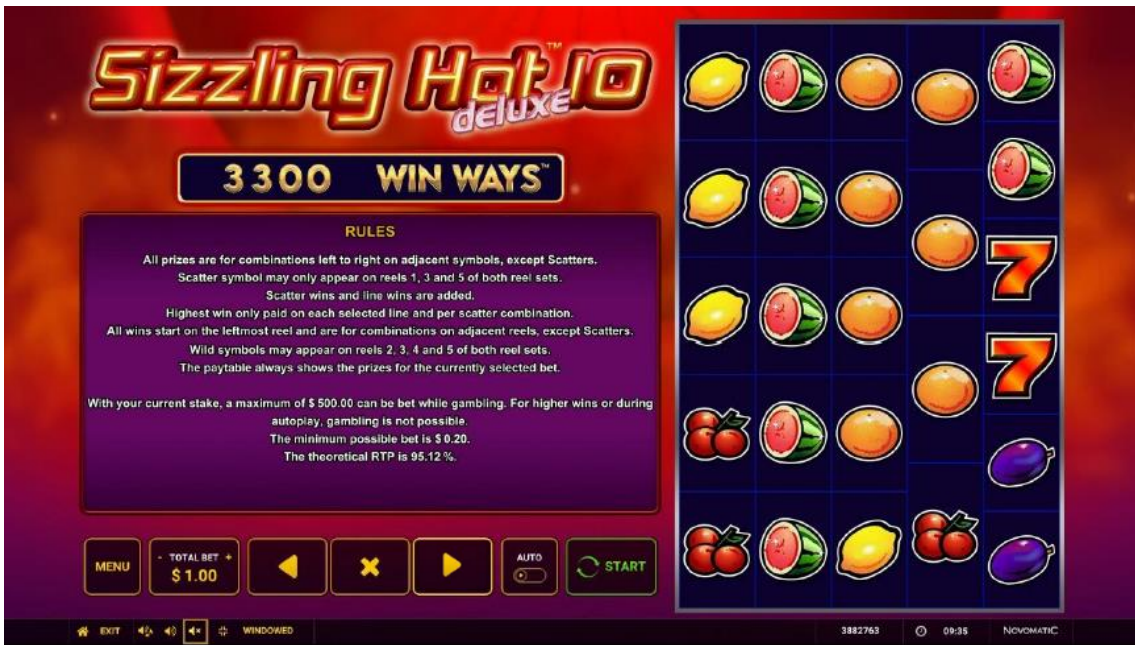 Sizzling Hot™ 10
deluxe
3300 WIN WAYS™
RULES
All prizes are for combinations left to right on adjacent symbols, except Scatters.
Scatter symbol may only appear on reels 1, 3 and 5 of both reel sets.
Scatter wins and line wins are added.
Highest win only paid on each selected line and per scatter combination.
All wins start on the leftmost reel and are for combinations on adjacent reels, except Scatters.
Wild symbols may appear on reels 2, 3, 4 and 5 of both reel sets.
The paytable always shows the prizes for the currently selected bet.
With your current stake, a maximum of $ 500.00 can be bet while gambling. For higher wins or during
autoplay, gambling is not possible.
The minimum possible bet is $ 0.20.
The theoretical RTP is 95.12 %.
7
7
MENU
- TOTAL BET +
$ 1.00
AUTO
START
EXIT
WINDOWED
3882763
09:35
NOVOMATIC